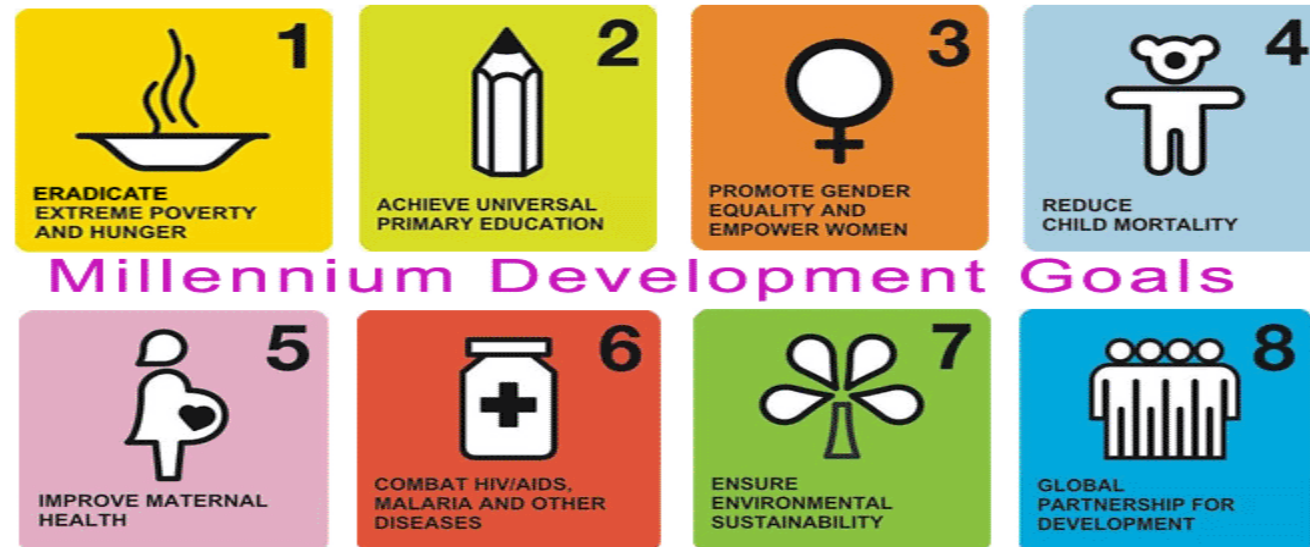 1
ERADICATE
EXTREME POVERTY
AND HUNGER
2
ACHIEVE UNIVERSAL
PRIMARY EDUCATION
3
PROMOTE GENDER
EQUALITY AND
EMPOWER WOMEN
4
REDUCE
CHILD MORTALITY
Millennium Development Goals
5
IMPROVE MATERNAL
HEALTH
6
COMBAT HIV/AIDS,
MALARIA AND OTHER
DISEASES
7
ENSURE
ENVIRONMENTAL
SUSTAINABILITY
8
GLOBAL
PARTNERSHIP FOR
DEVELOPMENT